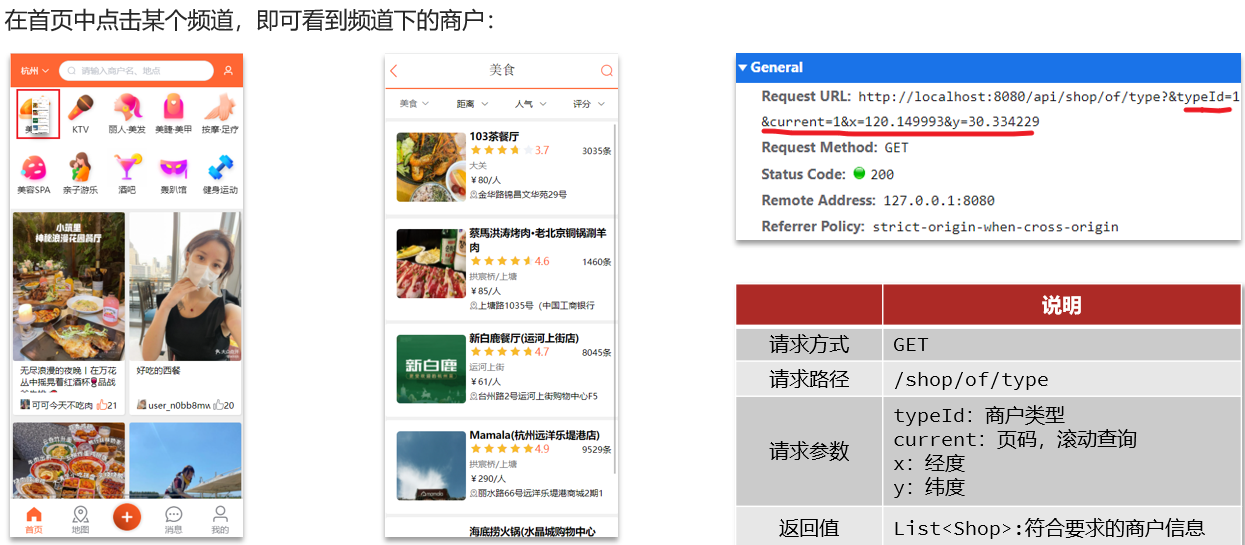 在首页中点击某个频道，即可看到频道下的商户：
杭州
请输入商户名、地点
KTV
丽人·美发
美睫·美甲
按摩·足疗
美容SPA
亲子游乐
酒吧
轰趴馆
健身运动
小筑里
神秘浪漫花园餐厅
无尽浪漫的夜晚丨在万花
丛中摇晃着红酒杯🍷品战
可可今天不吃肉
21
好吃的西餐
user_n0bb8mw
20
首页
地图
+
消息
我的
美食
美食
距离
人气
评分
103茶餐厅
3.7
3035条
大关
￥80/人
金华路锦昌文华苑29号
蔡馬洪涛烤肉·老北京铜锅涮羊
肉
4.6
1460条
拱宸桥/上塘
￥85/人
上塘路1035号（中国工商银行
新白鹿
新白鹿餐厅(运河上街店)
4.7
8045条
运河上街
￥61/人
台州路2号运河上街购物中心F5
mamala
Mamala(杭州远洋乐堤港店)
4.9
9529条
拱宸桥/上塘
￥290/人
丽水路66号远洋乐堤港商城2期1
海底捞火锅(水晶城购物中心
General
Request URL: http://localhost:8080/api/shop/of/type?&typeId=1
&current=1&x=120.149993&y=30.334229
Request Method: GET
Status Code: 200
Remote Address: 127.0.0.1:8080
Referrer Policy: strict-origin-when-cross-origin
说明
请求方式 GET
请求路径 /shop/of/type
请求参数
typeId：商户类型
current：页码，滚动查询
x：经度
y：纬度
返回值 List<Shop>:符合要求的商户信息